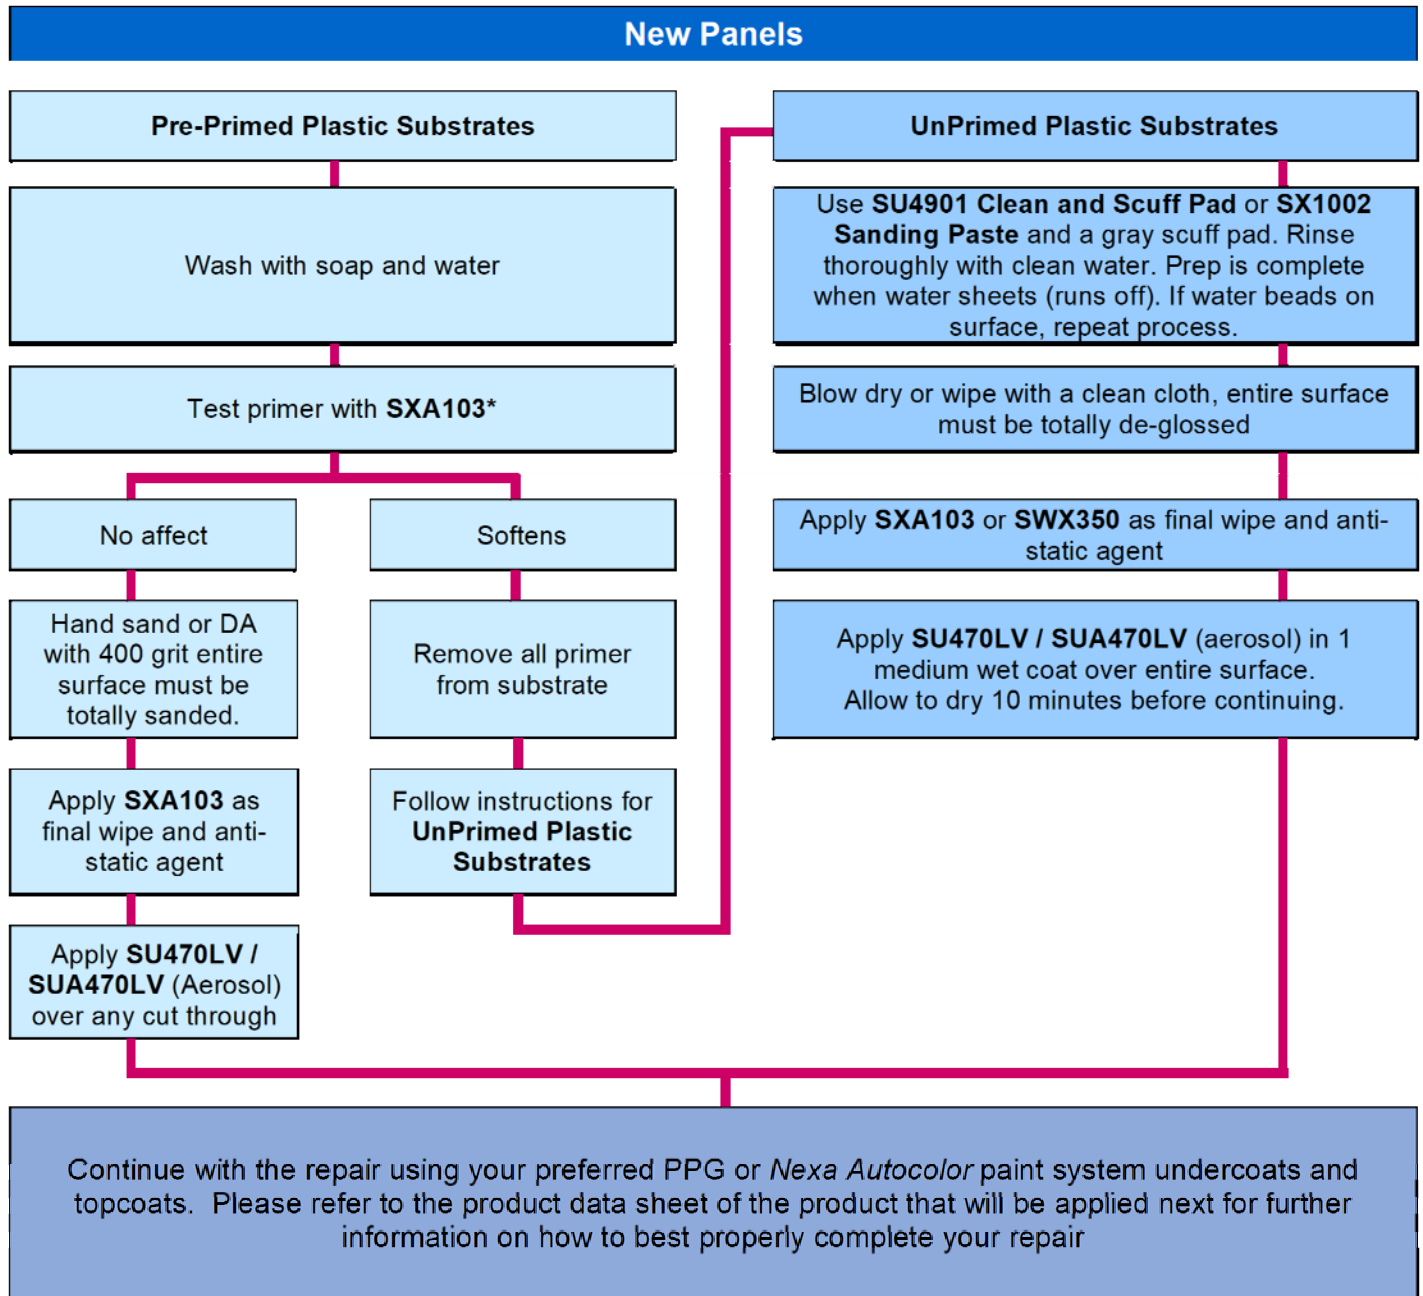 New Panels
Pre-Primed Plastic Substrates
Wash with soap and water
Test primer with SXA103*
No affect
Hand sand or DA
with 400 grit entire
surface must be
totally sanded.
Apply SXA103 as
final wipe and anti-
static agent
Apply SU470LV /
SUA470LV (Aerosol)
over any cut through
Softens
Remove all primer
from substrate
Follow instructions for
UnPrimed Plastic
Substrates
UnPrimed Plastic Substrates
Use SU4901 Clean and Scuff Pad or SX1002
Sanding Paste and a gray scuff pad. Rinse
thoroughly with clean water. Prep is complete
when water sheets (runs off). If water beads on
surface, repeat process.
Blow dry or wipe with a clean cloth, entire surface
must be totally de-glossed
Apply SXA103 or SWX350 as final wipe and anti-
static agent
Apply SU470LV / SUA470LV (aerosol) in 1
medium wet coat over entire surface.
Allow to dry 10 minutes before continuing.
Continue with the repair using your preferred PPG or Nexa Autocolor paint system undercoats and
topcoats.  Please refer to the product data sheet of the product that will be applied next for further
information on how to best properly complete your repair